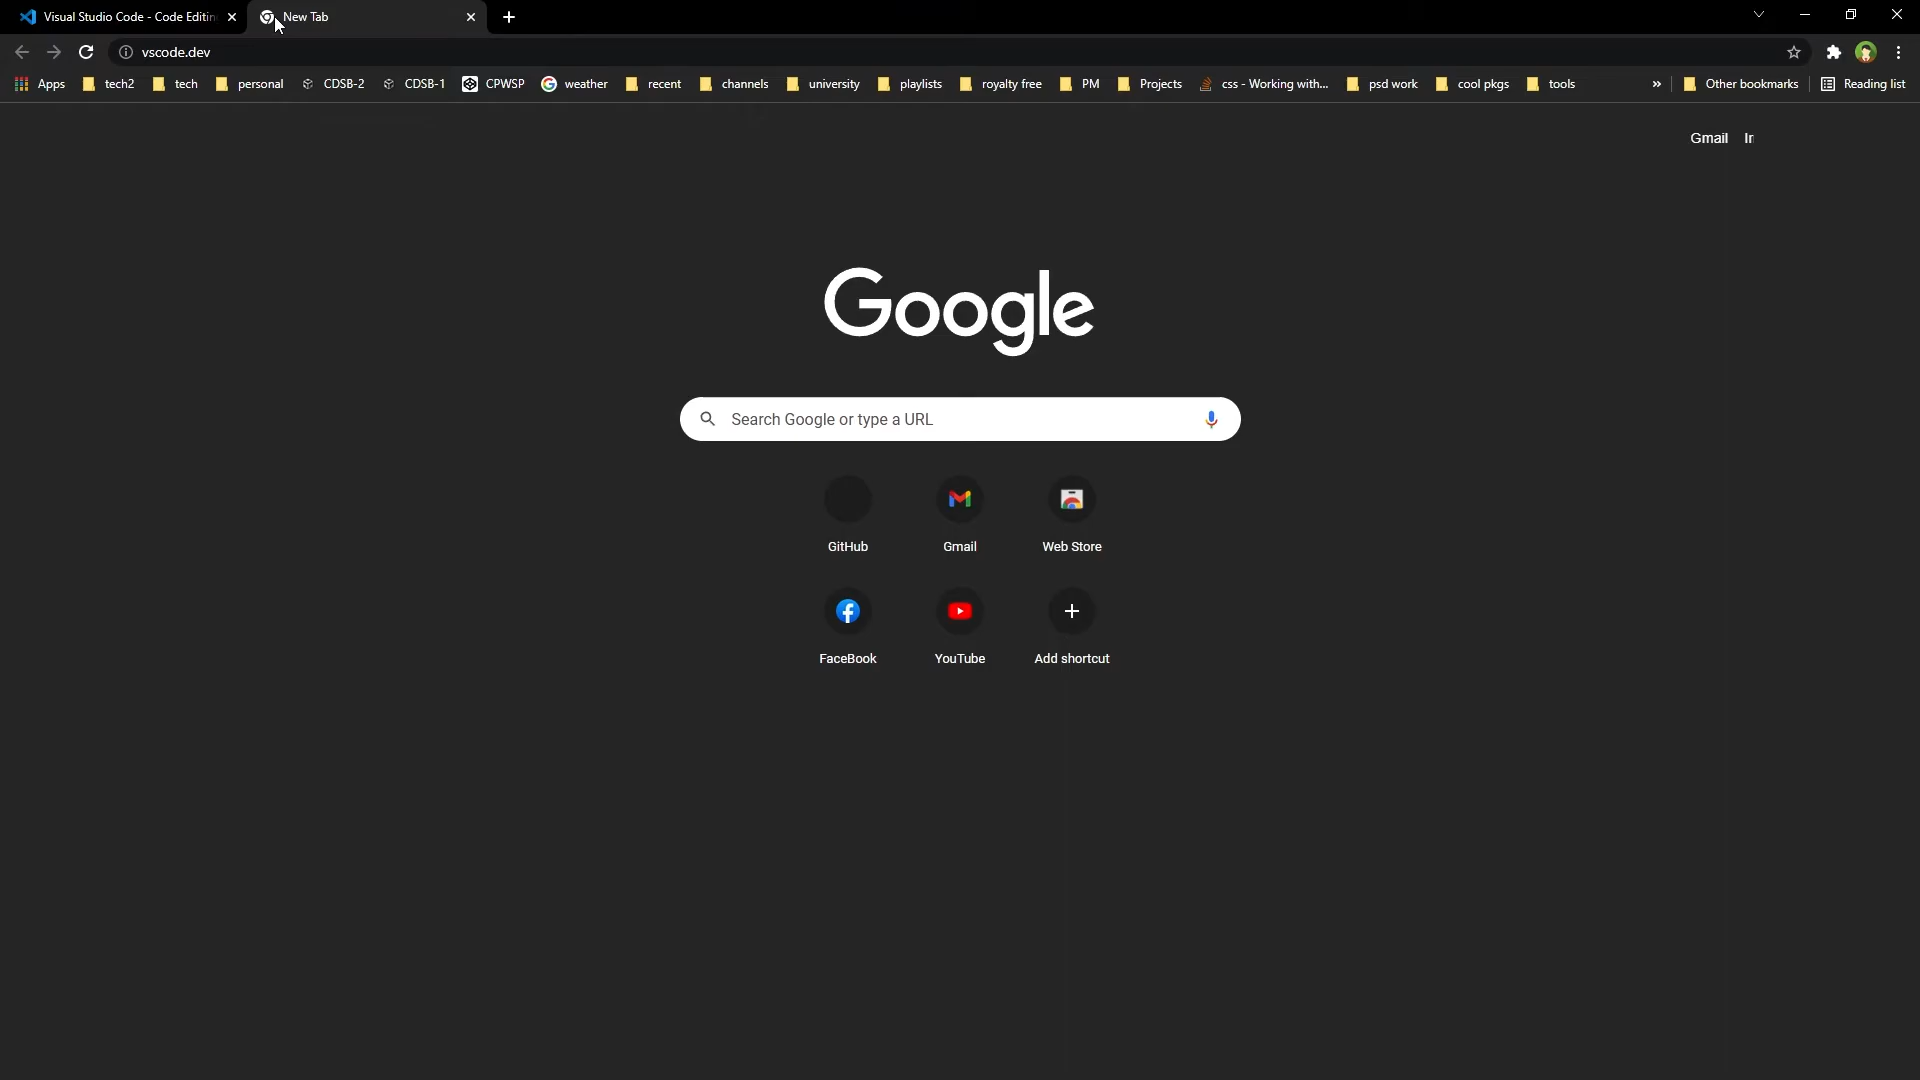 Visual Studio Code - Code Editin
New Tab
vscode.dev
Apps tech2 tech personal CDSB-2 CDSB-1 CPWSP weather recent channels university playlists royalty free PM Projects css - Working with... psd work cool pkgs tools » Other bookmarks Reading list
Gmail
Google
Search Google or type a URL
GitHub Gmail Web Store
FaceBook YouTube Add shortcut